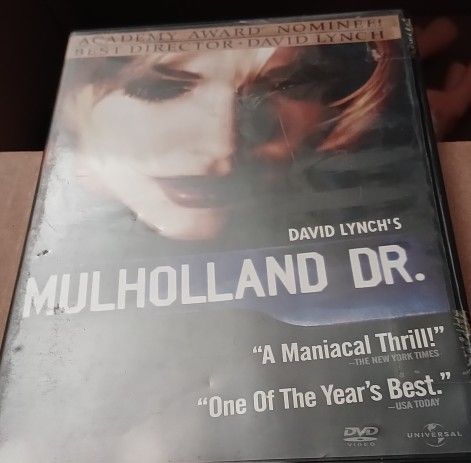 ACADEMY AWARD® NOMINEE!
BEST DIRECTOR · DAVID LYNCH
DAVID LYNCH'S
MULHOLLAND DR.
“A Maniacal Thrill!”
—THE NEW YORK TIMES
“One Of The Year's Best.”
—USA TODAY
DVD
VIDEO
UNIVERSAL